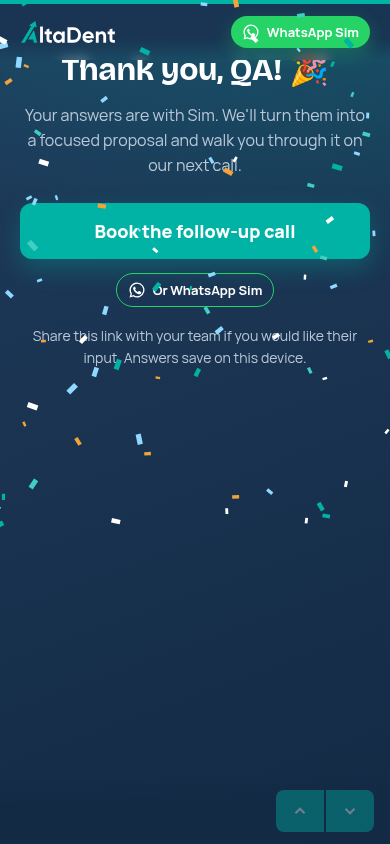 AltaDent
WhatsApp Sim
Thank you, QA! 🎉
Your answers are with Sim. We'll turn them into
a focused proposal and walk you through it on
our next call.
Book the follow-up call
Or WhatsApp Sim
Share this link with your team if you would like their
input. Answers save on this device.